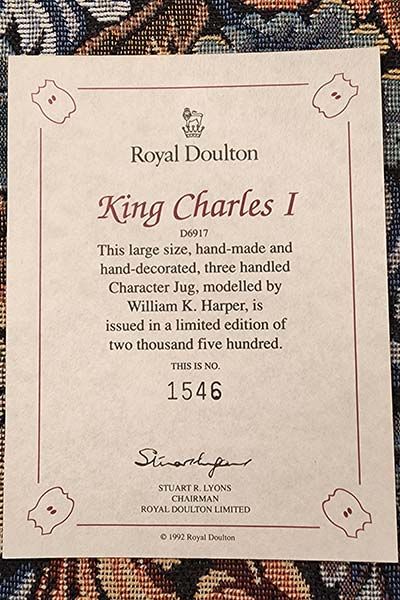 Royal Doulton
King Charles I
D6917
This large size, hand-made and
hand-decorated, three handled
Character Jug, modelled by
William K. Harper, is
issued in a limited edition of
two thousand five hundred.
THIS IS NO.
1546
Stuart Lyons
STUART R. LYONS
CHAIRMAN
ROYAL DOULTON LIMITED
© 1992 Royal Doulton